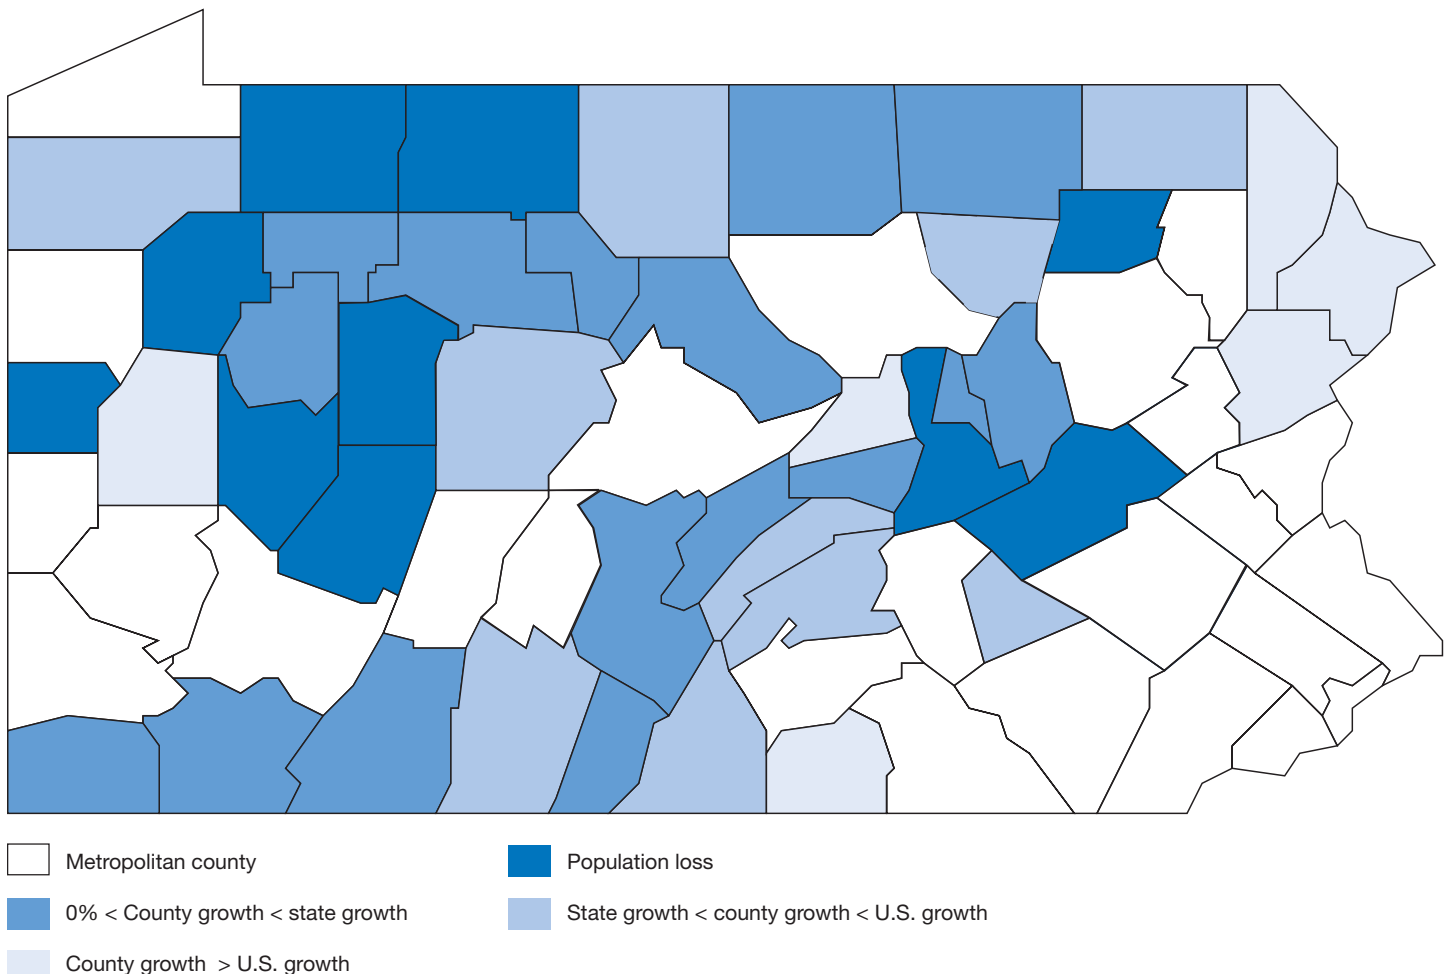 Metropolitan county
Population loss
0% < County growth < state growth
State growth < county growth < U.S. growth
County growth > U.S. growth